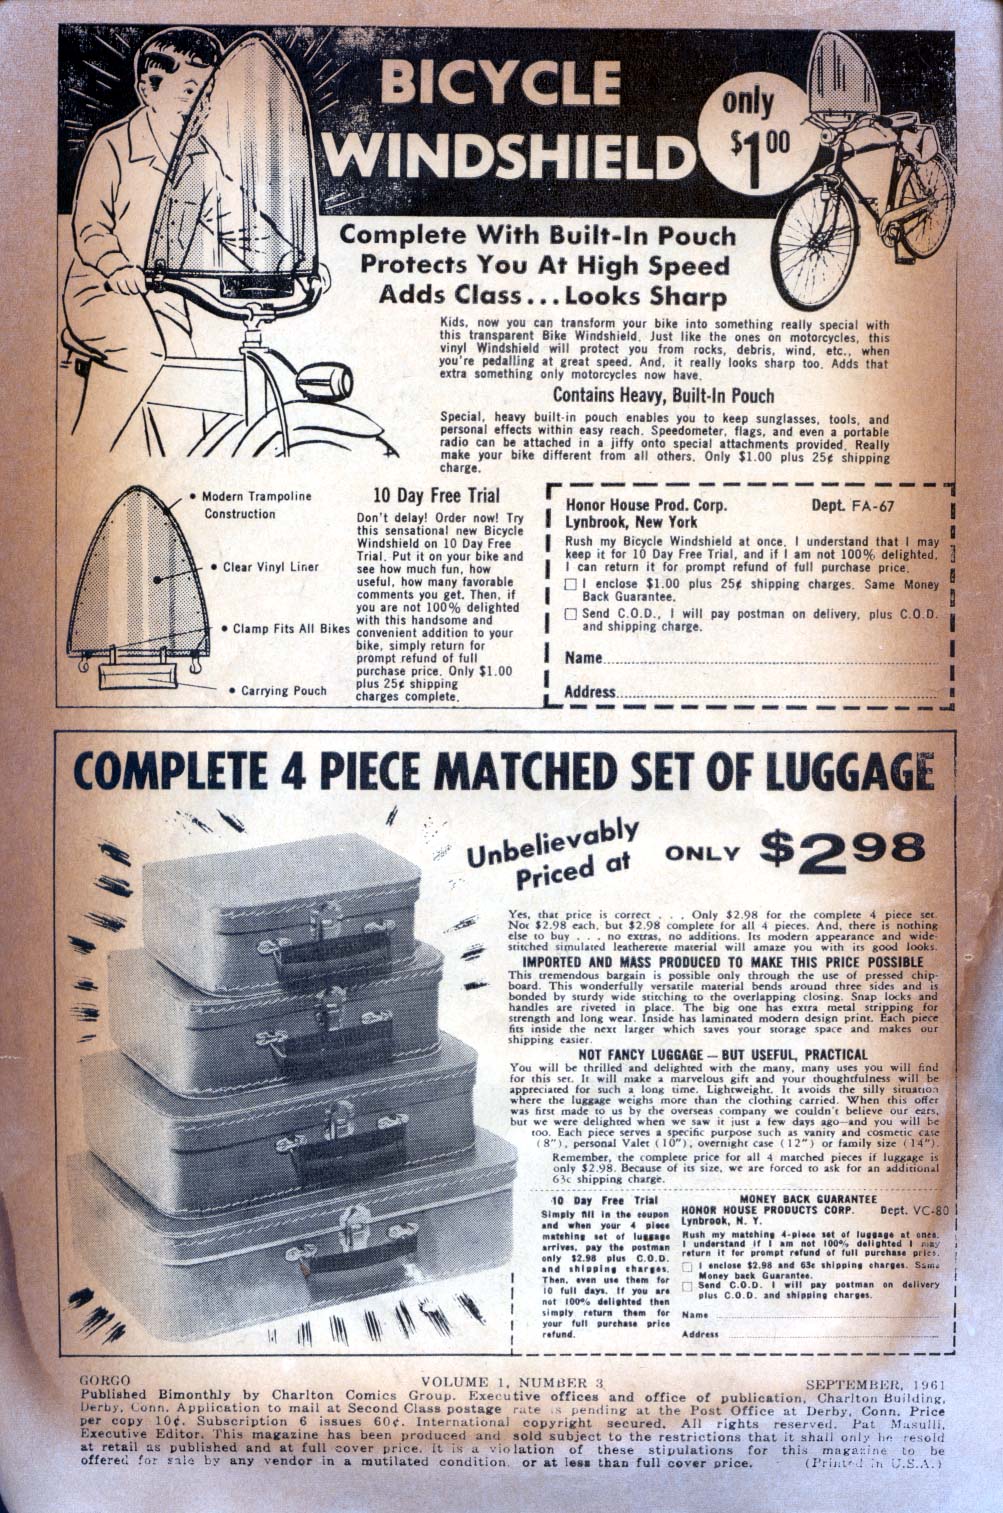 BICYCLE
WINDSHIELD
only
$1.00
Complete With Built-In Pouch
Protects You At High Speed
Adds Class...Looks Sharp
Kids, now you can transform your bike into something really special with
this transparent Bike Windshield. Just like the ones on motorcycles, this
vinyl Windshield will protect you from rocks, debris, wind, etc., when
you're pedalling at great speed. And, it really looks sharp too. Adds that
extra something only motorcycles now have.
Contains Heavy, Built-In Pouch
Special, heavy built-in pouch enables you to keep sunglasses, tools, and
personal effects within easy reach. Speedometer, flags, and even a portable
radio can be attached in a jiffy onto special attachments provided. Really
make your bike different from all others. Only $1.00 plus 25¢ shipping
charge.
• Modern Trampoline
Construction
• Clear Vinyl Liner
• Clamp Fits All Bikes
• Carrying Pouch
10 Day Free Trial
Don't delay! Order now! Try
this sensational new Bicycle
Windshield on 10 Day Free
Trial. Put it on your bike and
see how much fun, how
useful, how many favorable
comments you get. Then, if
you are not 100% delighted
with this handsome and
convenient addition to your
bike, simply return for
prompt refund of full
purchase price. Only $1.00
plus 25¢ shipping
charges complete.
Honor House Prod. Corp. Dept. FA-67
Lynbrook, New York
Rush my Bicycle Windshield at once. I understand that I may
keep it for 10 Day Free Trial, and if I am not 100% delighted,
I can return it for prompt refund of full purchase price.
☐ I enclose $1.00 plus 25¢ shipping charges. Same Money
Back Guarantee.
☐ Send C.O.D., I will pay postman on delivery, plus C.O.D.
and shipping charge.
Name
Address
COMPLETE 4 PIECE MATCHED SET OF LUGGAGE
Unbelievably
Priced at
ONLY $2.98
Yes, that price is correct . . . Only $2.98 for the complete 4 piece set.
Not $2.98 each, but $2.98 complete for all 4 pieces. And, there is nothing
else to buy . . . no extras, no additions. Its modern appearance and wide-
stitched simulated leatherette material will amaze you with its good looks.
IMPORTED AND MASS PRODUCED TO MAKE THIS PRICE POSSIBLE
This tremendous bargain is possible only through the use of pressed chip-
board. This wonderfully versatile material bends around three sides and is
bonded by sturdy wide stitching to the overlapping closing. Snap locks and
handles are riveted in place. The big one has extra metal stripping for
strength and long wear. Inside has laminated modern design print. Each piece
fits inside the next larger which saves your storage space and makes our
shipping easier.
NOT FANCY LUGGAGE — BUT USEFUL, PRACTICAL
You will be thrilled and delighted with the many, many uses you will find
for this set. It will make a marvelous gift and your thoughtfulness will be
appreciated for such a long time. Lightweight. It avoids the silly situation
where the luggage weighs more than the clothing carried. When this offer
was first made to us by the overseas company we couldn't believe our ears,
but we were delighted when we saw it just a few days ago—and you will be
too. Each piece serves a specific purpose such as vanity and cosmetic case
(8"), personal Valet (10"), overnight case (12") or family size (14").
Remember, the complete price for all 4 matched pieces if luggage is
only $2.98. Because of its size, we are forced to ask for an additional
63c shipping charge.
10 Day Free Trial
Simply fill in the coupon
and when your 4 piece
matching set of luggage
arrives, pay the postman
only $2.98 plus C.O.D.
and shipping charges.
Then, even use them for
10 full days. If you are
not 100% delighted then
simply return them for
your full purchase price
refund.
MONEY BACK GUARANTEE
HONOR HOUSE PRODUCTS CORP. Dept. VC-80
Lynbrook, N. Y.
Rush my matching 4-piece set of luggage at once.
I understand if I am not 100% delighted I may
return it for prompt refund of full purchase price.
☐ I enclose $2.98 and 63c shipping charges. Same
Money back Guarantee.
☐ Send C.O.D. I will pay postman on delivery
plus C.O.D. and shipping charges.
Name
Address
GORGO VOLUME 1, NUMBER 3 SEPTEMBER, 1961
Published Bimonthly by Charlton Comics Group. Executive offices and office of publication, Charlton Building,
Derby, Conn. Application to mail at Second Class postage rate is pending at the Post Office at Derby, Conn. Price
per copy 10¢. Subscription 6 issues 60¢. International copyright secured. All rights reserved. Pat Masulli,
Executive Editor. This magazine has been produced and sold subject to the restrictions that it shall only be resold
at retail as published and at full cover price. It is a violation of these stipulations for this magazine to be
offered for sale by any vendor in a mutilated condition, or at less than full cover price. (Printed in U.S.A.)